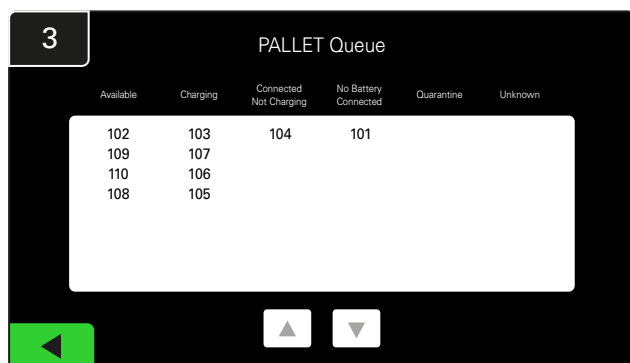 3
PALLET Queue
Available Charging Connected Not Charging No Battery Connected Quarantine Unknown
102 103 104 101
109 107
110 106
108 105